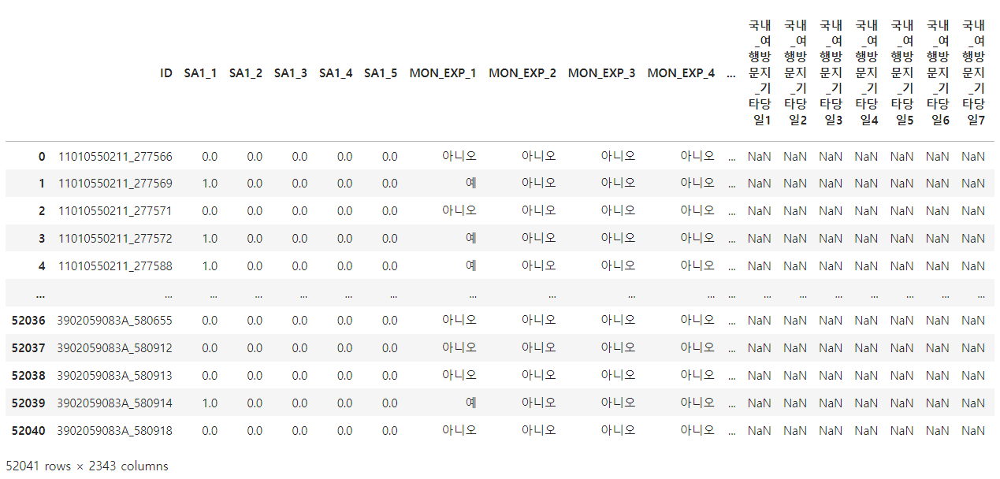 ID SA1_1 SA1_2 SA1_3 SA1_4 SA1_5 MON_EXP_1 MON_EXP_2 MON_EXP_3 MON_EXP_4 ... 국내_여행방문지_기타당일1 국내_여행방문지_기타당일2 국내_여행방문지_기타당일3 국내_여행방문지_기타당일4 국내_여행방문지_기타당일5 국내_여행방문지_기타당일6 국내_여행방문지_기타당일7
0 11010550211_277566 0.0 0.0 0.0 0.0 0.0 아니오 아니오 아니오 아니오 ... NaN NaN NaN NaN NaN NaN NaN
1 11010550211_277569 1.0 0.0 0.0 0.0 0.0 예 아니오 아니오 아니오 ... NaN NaN NaN NaN NaN NaN NaN
2 11010550211_277571 0.0 0.0 0.0 0.0 0.0 아니오 아니오 아니오 아니오 ... NaN NaN NaN NaN NaN NaN NaN
3 11010550211_277572 1.0 0.0 0.0 0.0 0.0 예 아니오 아니오 아니오 ... NaN NaN NaN NaN NaN NaN NaN
4 11010550211_277588 1.0 0.0 0.0 0.0 0.0 예 아니오 아니오 아니오 ... NaN NaN NaN NaN NaN NaN NaN
... ... ... ... ... ... ... ... ... ... ... ... ... ... ... ... ... ... ...
52036 3902059083A_580655 0.0 0.0 0.0 0.0 0.0 아니오 아니오 아니오 아니오 ... NaN NaN NaN NaN NaN NaN NaN
52037 3902059083A_580912 0.0 0.0 0.0 0.0 0.0 아니오 아니오 아니오 아니오 ... NaN NaN NaN NaN NaN NaN NaN
52038 3902059083A_580913 0.0 0.0 0.0 0.0 0.0 아니오 아니오 아니오 아니오 ... NaN NaN NaN NaN NaN NaN NaN
52039 3902059083A_580914 1.0 0.0 0.0 0.0 0.0 예 아니오 아니오 아니오 ... NaN NaN NaN NaN NaN NaN NaN
52040 3902059083A_580918 0.0 0.0 0.0 0.0 0.0 아니오 아니오 아니오 아니오 ... NaN NaN NaN NaN NaN NaN NaN
52041 rows × 2343 columns